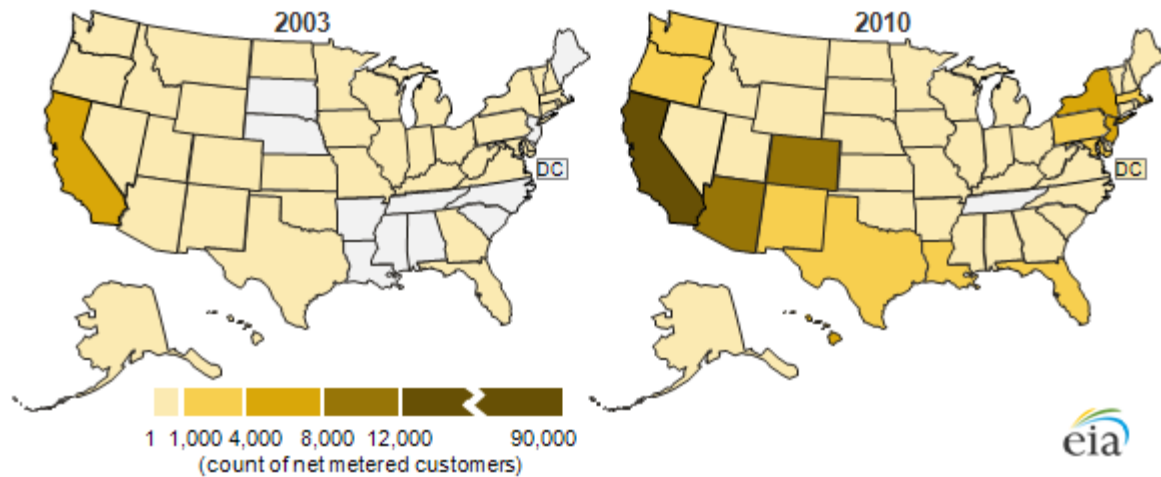 2003
2010
DC
DC
1 1,000 4,000 8,000 12,000 90,000
(count of net metered customers)
eia